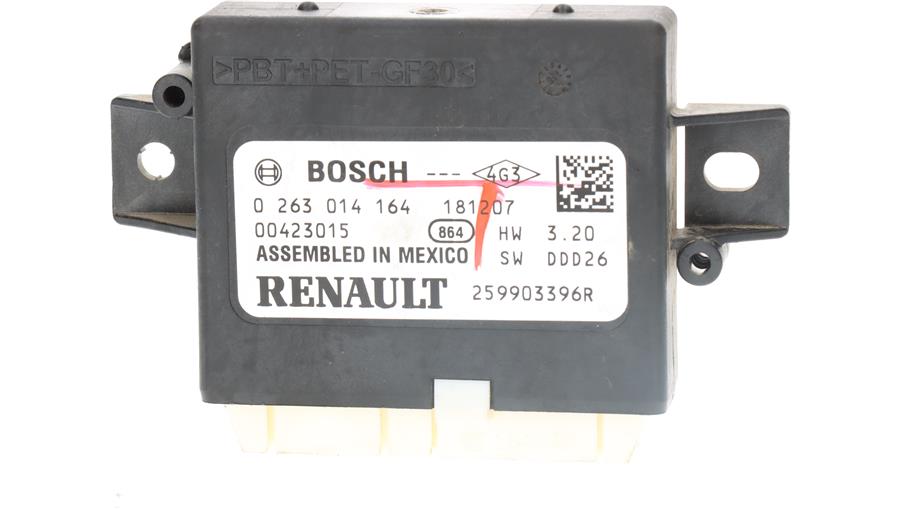 >PBT+PET-GF30<
BOSCH --- 4G3
0 263 014 164 181207
00423015 864 HW 3.20
ASSEMBLED IN MEXICO SW DDD26
RENAULT 259903396R